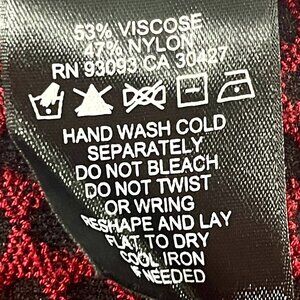 53% VISCOSE
47% NYLON
RN 93093 CA 30427
HAND WASH COLD
SEPARATELY
DO NOT BLEACH
DO NOT TWIST
OR WRING
RESHAPE AND LAY
FLAT TO DRY
COOL IRON
IF NEEDED